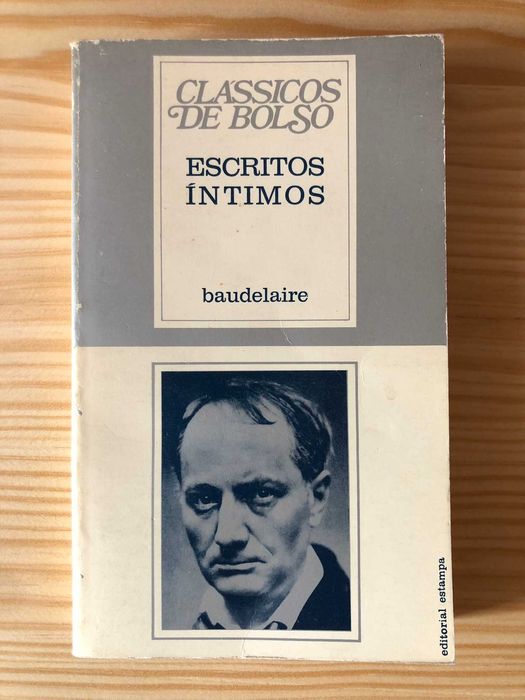 CLÁSSICOS
DE BOLSO
ESCRITOS
ÍNTIMOS
baudelaire
editorial estampa